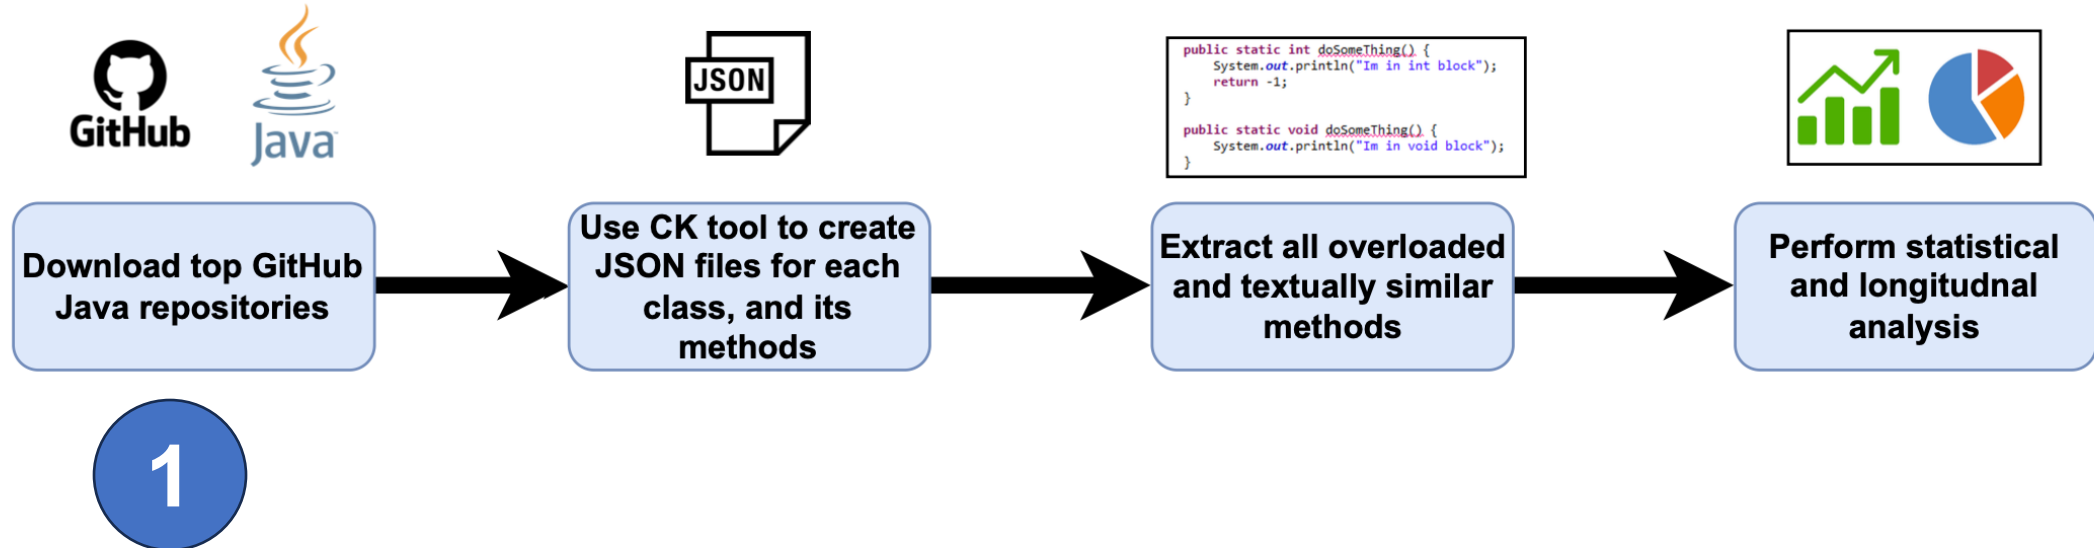 GitHub
Java
JSON
public static int doSomeThing() {
System.out.println("Im in int block");
return -1;
}
public static void doSomeThing() {
System.out.println("Im in void block");
}
Download top GitHub
Java repositories
Use CK tool to create
JSON files for each
class, and its
methods
Extract all overloaded
and textually similar
methods
Perform statistical
and longitudnal
analysis
1